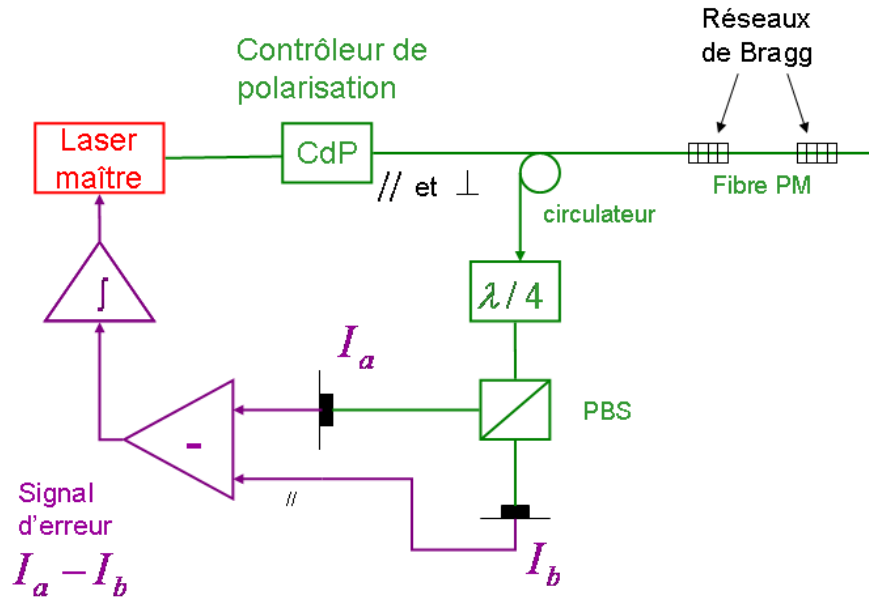 Réseaux
de Bragg
Contrôleur de
polarisation
Laser
maître
CdP
// et ⊥
circulateur
Fibre PM
λ / 4
∫
I_a
PBS
-
//
Signal
d'erreur
I_a - I_b
I_b